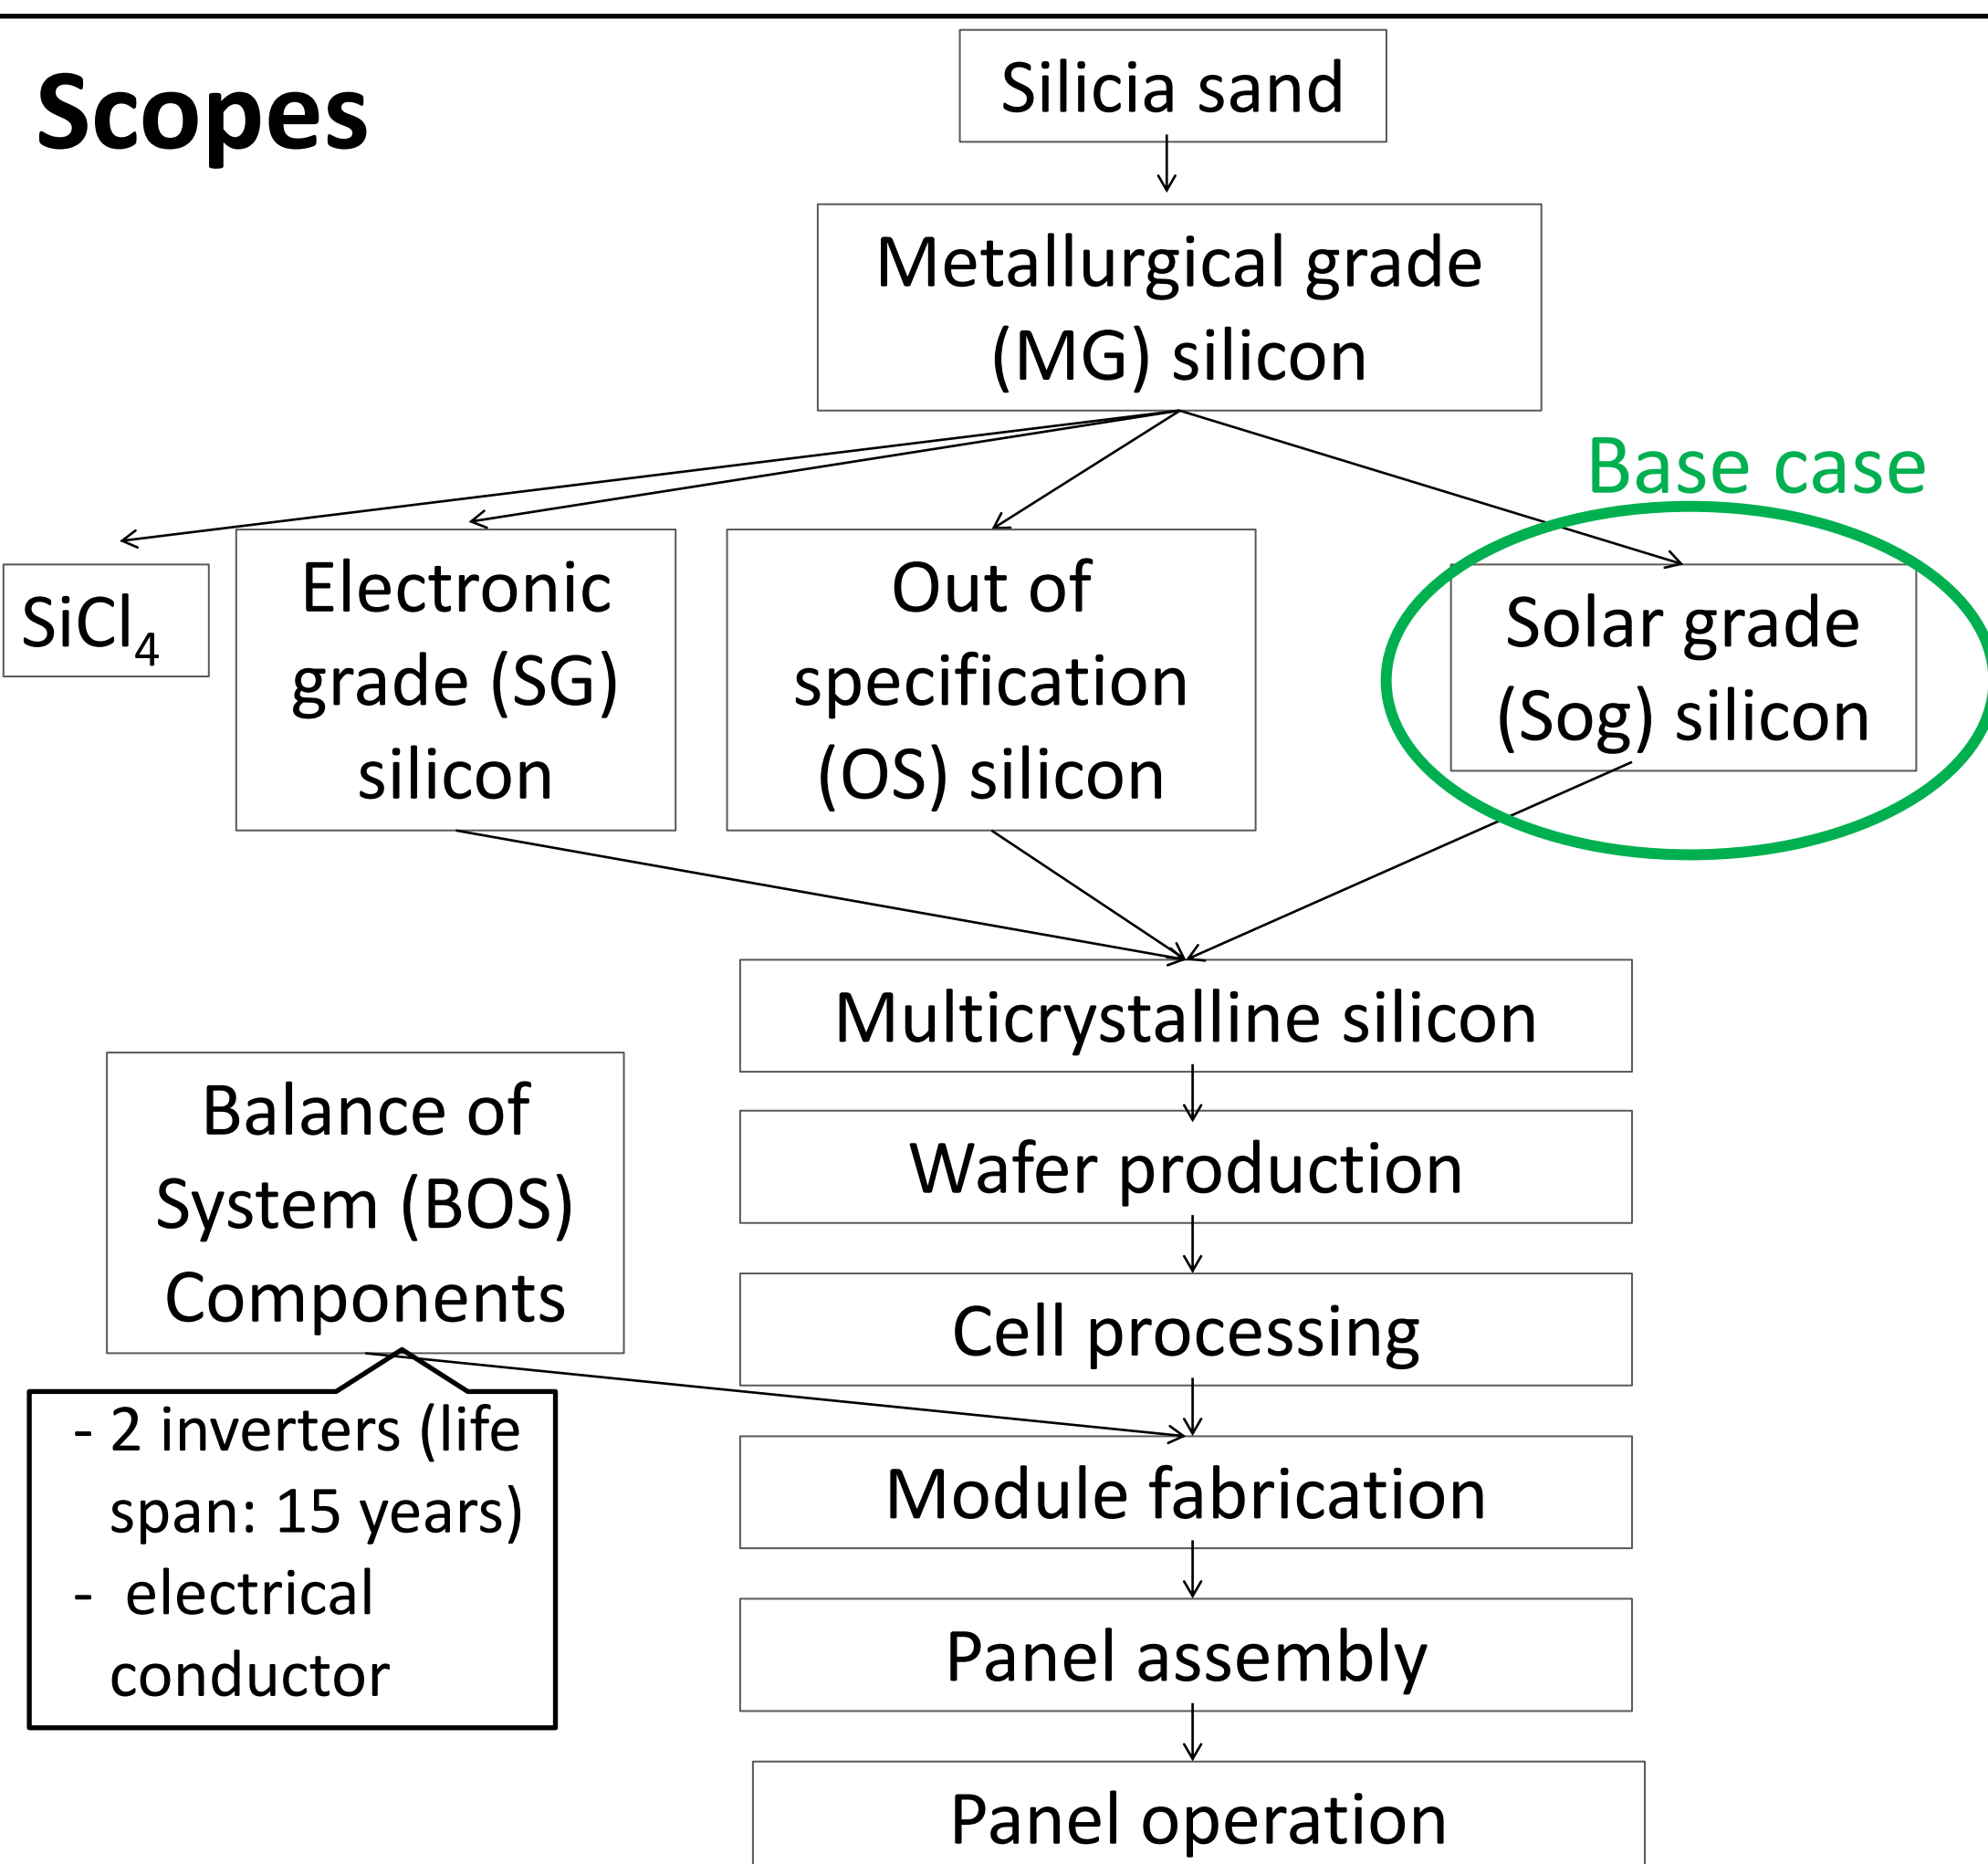 Scopes
Silicia sand
Metallurgical grade
(MG) silicon
Base case
SiCl₄
Electronic
grade (SG)
silicon
Out of
specification
(OS) silicon
Solar grade
(Sog) silicon
Multicrystalline silicon
Balance of
System (BOS)
Components
Wafer production
Cell processing
- 2 inverters (life
span: 15 years)
- electrical
conductor
Module fabrication
Panel assembly
Panel operation